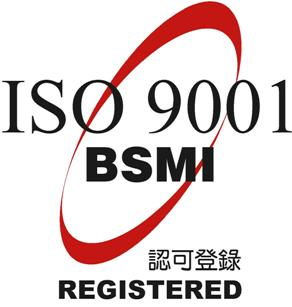 ISO 9001
BSMI
認可登錄
REGISTERED